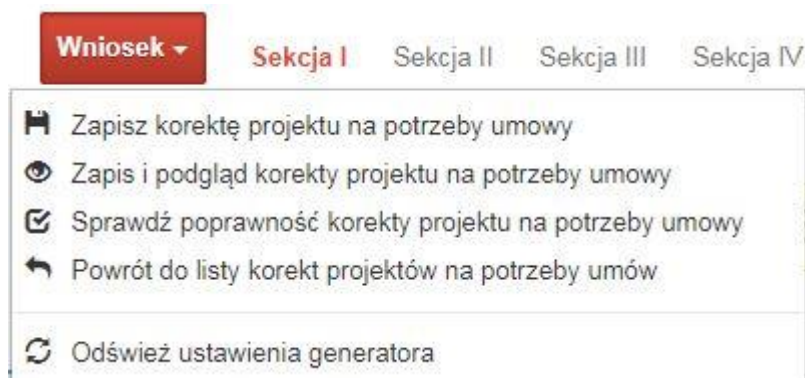 Wniosek
Sekcja I Sekcja II Sekcja III Sekcja IV
Zapisz korektę projektu na potrzeby umowy
Zapis i podgląd korekty projektu na potrzeby umowy
Sprawdź poprawność korekty projektu na potrzeby umowy
Powrót do listy korekt projektów na potrzeby umów
Odśwież ustawienia generatora